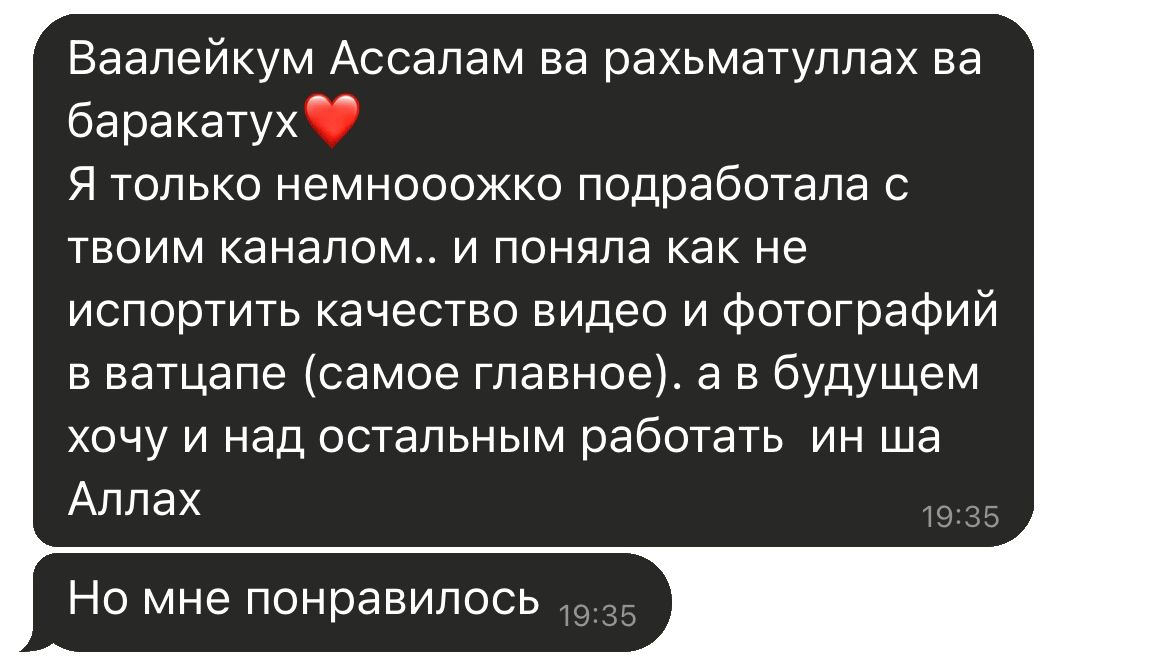 Ваалейкум Ассалам ва рахьматуллах ва
баракатух❤️
Я только немнооожко подработала с
твоим каналом.. и поняла как не
испортить качество видео и фотографий
в ватцапе (самое главное). а в будущем
хочу и над остальным работать  ин ша
Аллах
19:35
Но мне понравилось 19:35